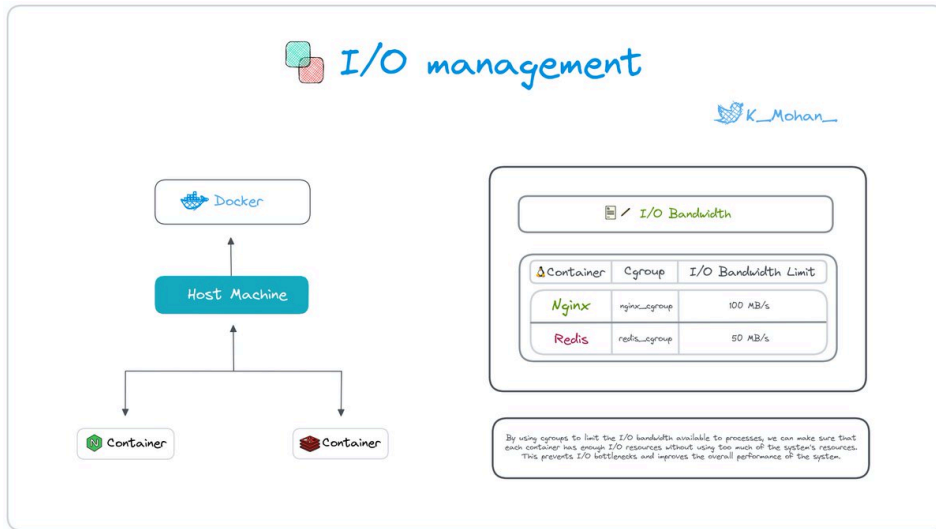 I/O management
K_Mohan_
Docker
Host Machine
Container
Container
I/O Bandwidth
Container Cgroup I/O Bandwidth Limit
Nginx nginx_cgroup 100 MB/s
Redis redis_cgroup 50 MB/s
By using cgroups to limit the I/O bandwidth available to processes, we can make sure that
each container has enough I/O resources without using too much of the system's resources.
This prevents I/O bottlenecks and improves the overall performance of the system.